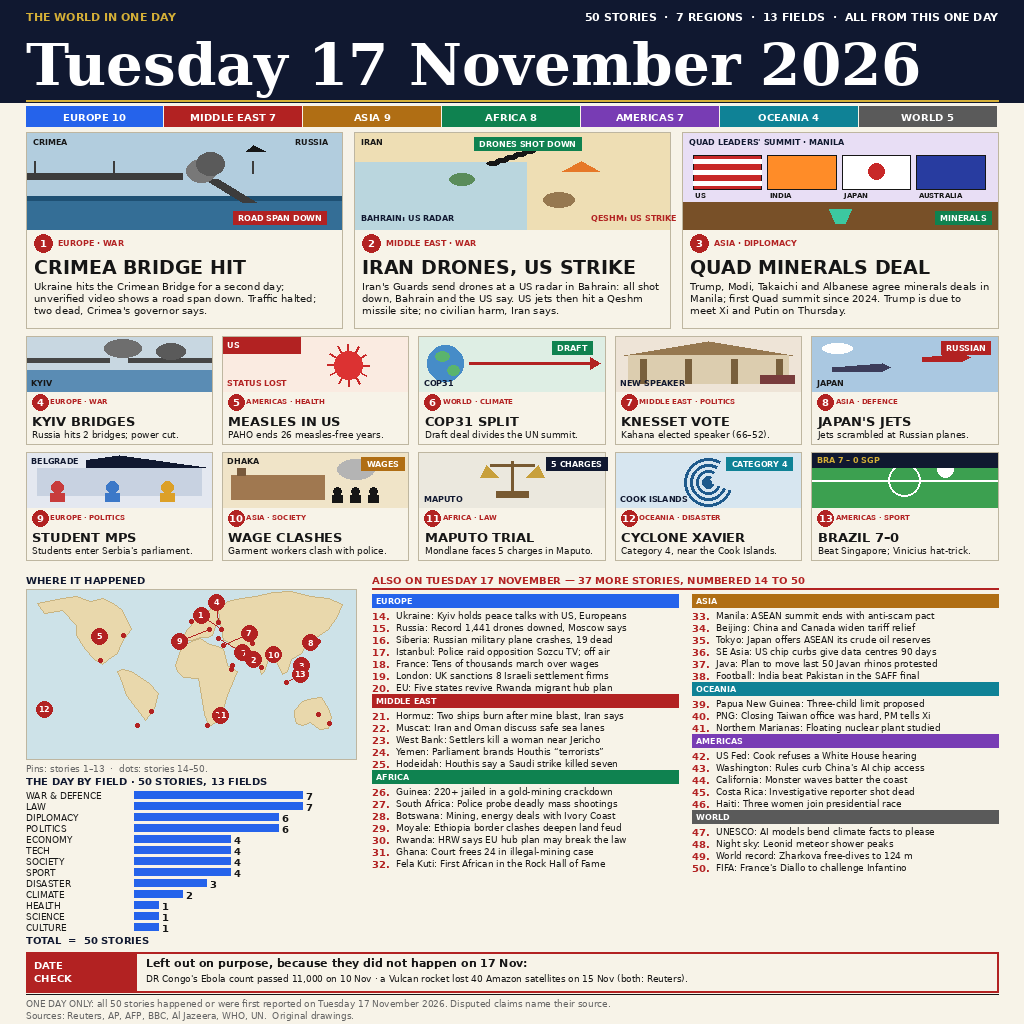 THE WORLD IN ONE DAY
50 STORIES · 7 REGIONS · 13 FIELDS · ALL FROM THIS ONE DAY
Tuesday 17 November 2026
EUROPE 10
MIDDLE EAST 7
ASIA 9
AFRICA 8
AMERICAS 7
OCEANIA 4
WORLD 5
CRIMEA
RUSSIA
ROAD SPAN DOWN
1 EUROPE · WAR
CRIMEA BRIDGE HIT
Ukraine hits the Crimean Bridge for a second day;
unverified video shows a road span down. Traffic halted;
two dead, Crimea's governor says.
IRAN
DRONES SHOT DOWN
BAHRAIN: US RADAR
QESHM: US STRIKE
2 MIDDLE EAST · WAR
IRAN DRONES, US STRIKE
Iran's Guards send drones at a US radar in Bahrain: all shot
down, Bahrain and the US say. US jets then hit a Qeshm
missile site; no civilian harm, Iran says.
QUAD LEADERS' SUMMIT · MANILA
US
INDIA
JAPAN
AUSTRALIA
MINERALS
3 ASIA · DIPLOMACY
QUAD MINERALS DEAL
Trump, Modi, Takaichi and Albanese agree minerals deals in
Manila; first Quad summit since 2024. Trump is due to
meet Xi and Putin on Thursday.
KYIV
4 EUROPE · WAR
KYIV BRIDGES
Russia hits 2 bridges; power cut.
US
STATUS LOST
5 AMERICAS · HEALTH
MEASLES IN US
PAHO ends 26 measles-free years.
DRAFT
COP31
6 WORLD · CLIMATE
COP31 SPLIT
Draft deal divides the UN summit.
NEW SPEAKER
7 MIDDLE EAST · POLITICS
KNESSET VOTE
Kahana elected speaker (66–52).
RUSSIAN
JAPAN
8 ASIA · DEFENCE
JAPAN'S JETS
Jets scrambled at Russian planes.
BELGRADE
9 EUROPE · POLITICS
STUDENT MPS
Students enter Serbia's parliament.
DHAKA
WAGES
10 ASIA · SOCIETY
WAGE CLASHES
Garment workers clash with police.
5 CHARGES
MAPUTO
11 AFRICA · LAW
MAPUTO TRIAL
Mondlane faces 5 charges in Maputo.
CATEGORY 4
COOK ISLANDS
12 OCEANIA · DISASTER
CYCLONE XAVIER
Category 4, near the Cook Islands.
BRA 7 – 0 SGP
13 AMERICAS · SPORT
BRAZIL 7–0
Beat Singapore; Vinicius hat-trick.
WHERE IT HAPPENED
4
1
5
9
7
8
7
2
10
3
13
12
11
Pins: stories 1–13 · dots: stories 14–50.
THE DAY BY FIELD · 50 STORIES, 13 FIELDS
WAR & DEFENCE 7
LAW 7
DIPLOMACY 6
POLITICS 6
ECONOMY 4
TECH 4
SOCIETY 4
SPORT 4
DISASTER 3
CLIMATE 2
HEALTH 1
SCIENCE 1
CULTURE 1
TOTAL = 50 STORIES
ALSO ON TUESDAY 17 NOVEMBER — 37 MORE STORIES, NUMBERED 14 TO 50
EUROPE
14. Ukraine: Kyiv holds peace talks with US, Europeans
15. Russia: Record 1,441 drones downed, Moscow says
16. Siberia: Russian military plane crashes, 19 dead
17. Istanbul: Police raid opposition Sozcu TV; off air
18. France: Tens of thousands march over wages
19. London: UK sanctions 8 Israeli settlement firms
20. EU: Five states revive Rwanda migrant hub plan
MIDDLE EAST
21. Hormuz: Two ships burn after mine blast, Iran says
22. Muscat: Iran and Oman discuss safe sea lanes
23. West Bank: Settlers kill a woman near Jericho
24. Yemen: Parliament brands Houthis “terrorists”
25. Hodeidah: Houthis say a Saudi strike killed seven
AFRICA
26. Guinea: 220+ jailed in a gold-mining crackdown
27. South Africa: Police probe deadly mass shootings
28. Botswana: Mining, energy deals with Ivory Coast
29. Moyale: Ethiopia border clashes deepen land feud
30. Rwanda: HRW says EU hub plan may break the law
31. Ghana: Court frees 24 in illegal-mining case
32. Fela Kuti: First African in the Rock Hall of Fame
ASIA
33. Manila: ASEAN summit ends with anti-scam pact
34. Beijing: China and Canada widen tariff relief
35. Tokyo: Japan offers ASEAN its crude oil reserves
36. SE Asia: US chip curbs give data centres 90 days
37. Java: Plan to move last 50 Javan rhinos protested
38. Football: India beat Pakistan in the SAFF final
OCEANIA
39. Papua New Guinea: Three-child limit proposed
40. PNG: Closing Taiwan office was hard, PM tells Xi
41. Northern Marianas: Floating nuclear plant studied
AMERICAS
42. US Fed: Cook refuses a White House hearing
43. Washington: Rules curb China's AI chip access
44. California: Monster waves batter the coast
45. Costa Rica: Investigative reporter shot dead
46. Haiti: Three women join presidential race
WORLD
47. UNESCO: AI models bend climate facts to please
48. Night sky: Leonid meteor shower peaks
49. World record: Zharkova free-dives to 124 m
50. FIFA: France's Diallo to challenge Infantino
DATE
CHECK
Left out on purpose, because they did not happen on 17 Nov:
DR Congo's Ebola count passed 11,000 on 10 Nov · a Vulcan rocket lost 40 Amazon satellites on 15 Nov (both: Reuters).
ONE DAY ONLY: all 50 stories happened or were first reported on Tuesday 17 November 2026. Disputed claims name their source.
Sources: Reuters, AP, AFP, BBC, Al Jazeera, WHO, UN. Original drawings.